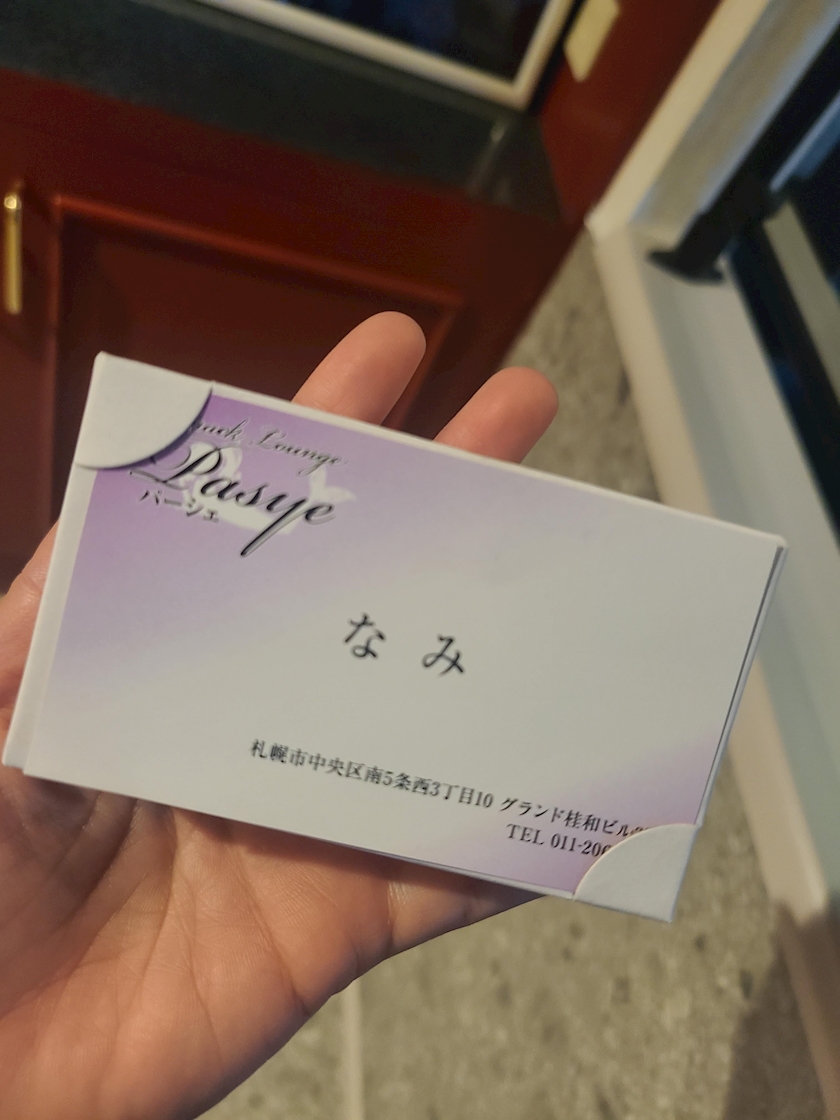 Lounge
Pasye
パーシェ
なみ
札幌市中央区南5条西3丁目10 グランド桂和ビル
TEL 011-206